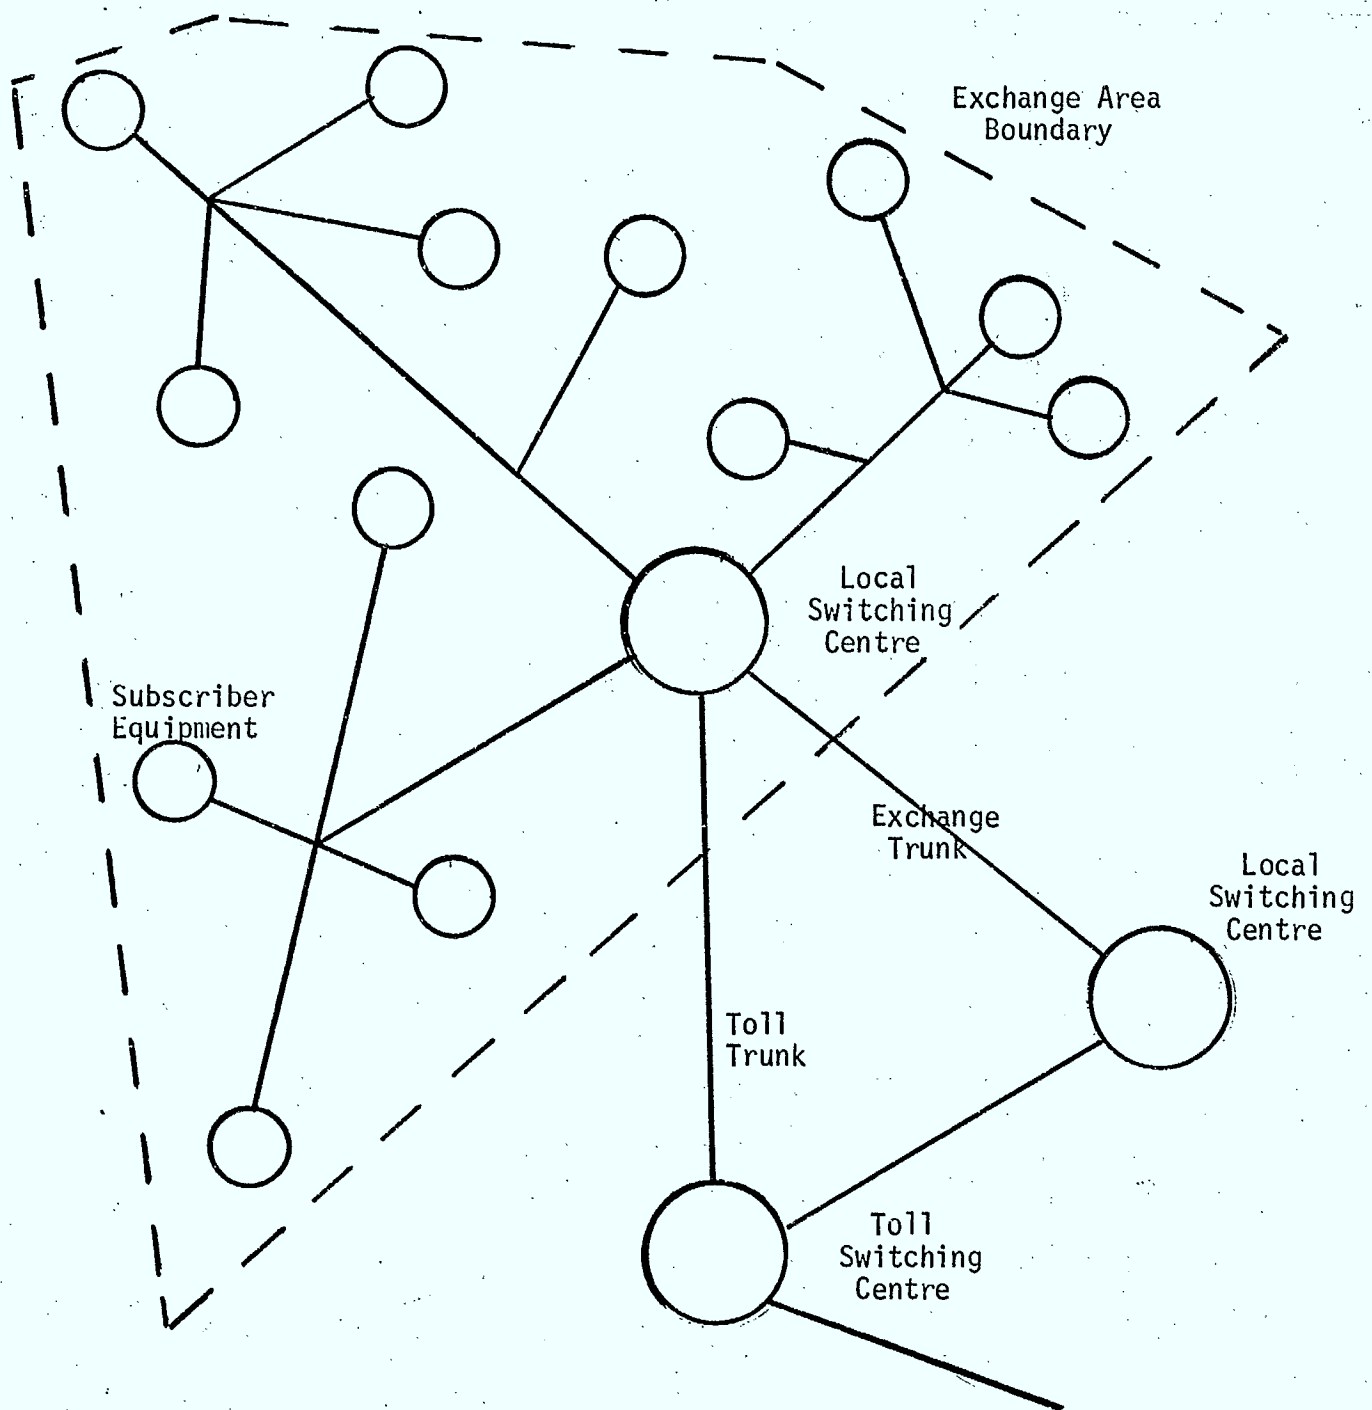 Exchange Area
Boundary
Local
Switching
Centre
Subscriber
Equipment
Exchange
Trunk
Local
Switching
Centre
Toll
Trunk
Toll
Switching
Centre